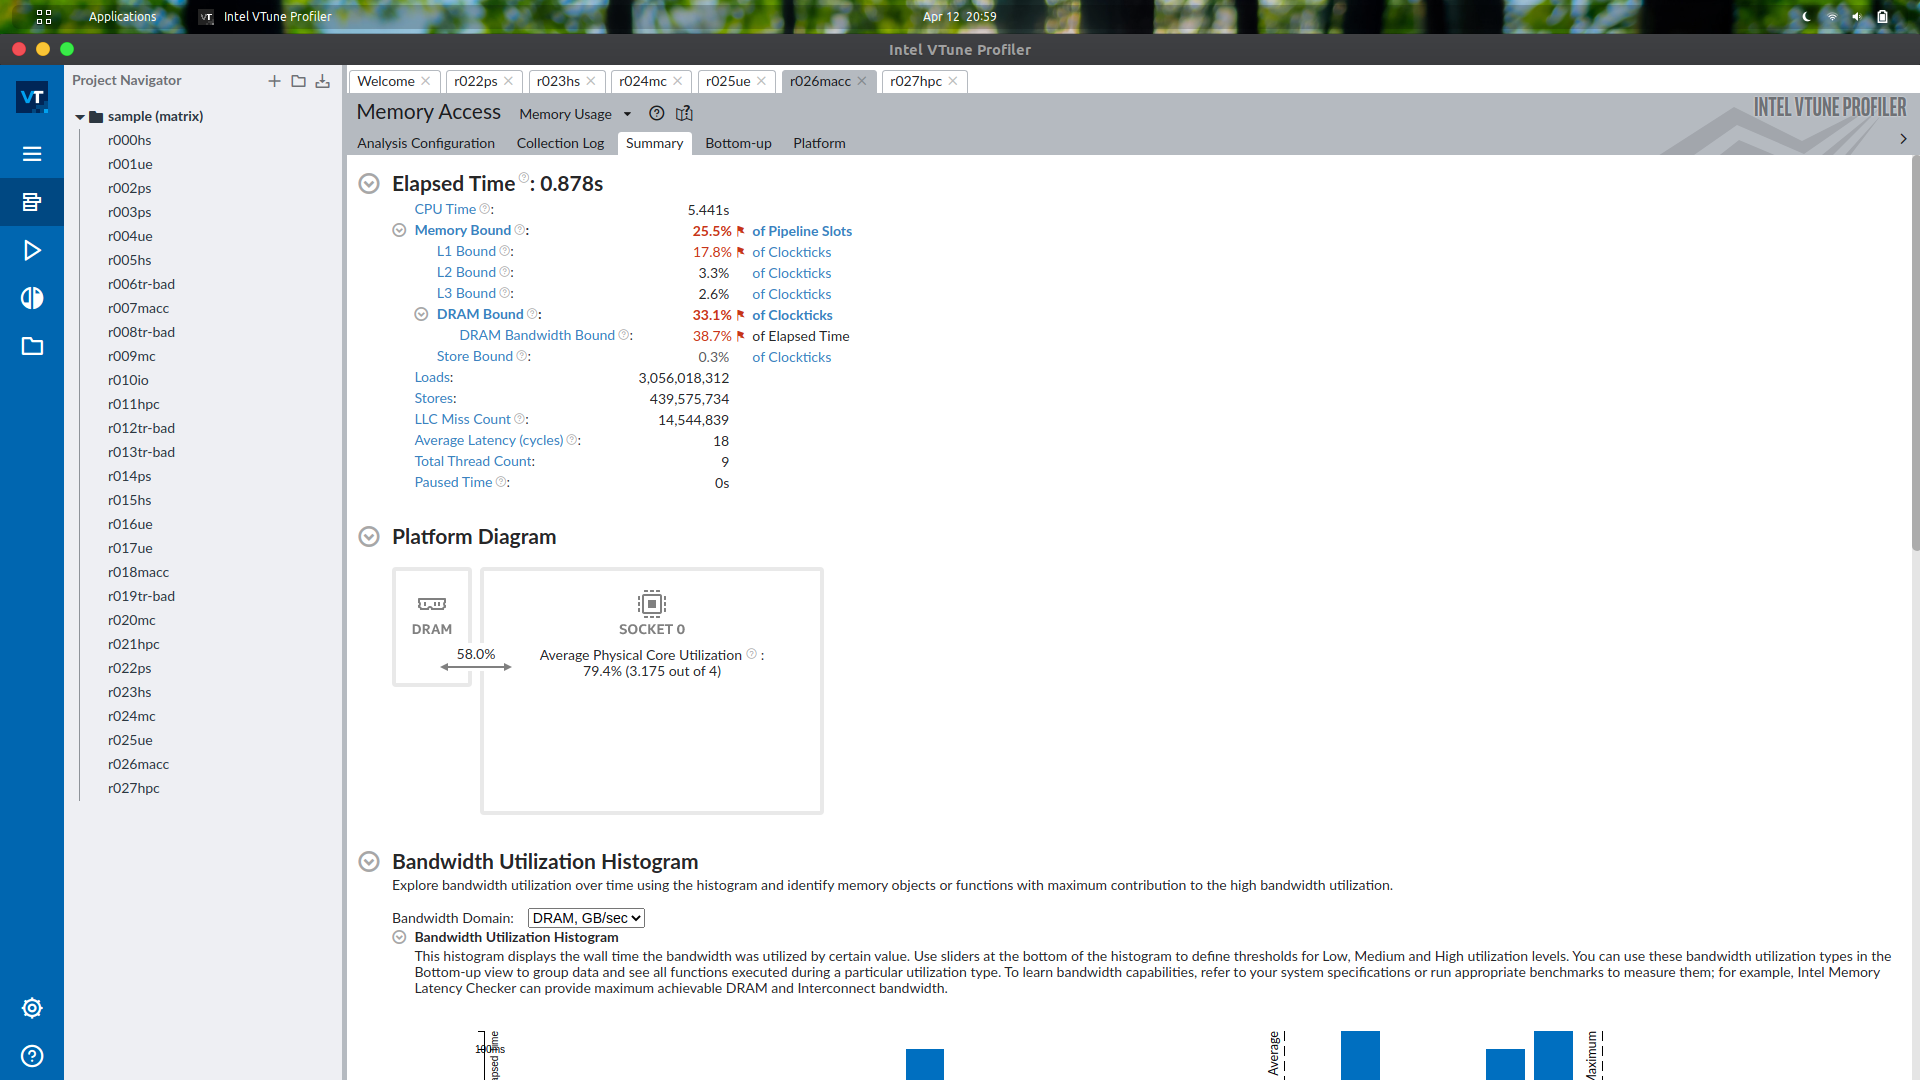 Applications
VT Intel VTune Profiler
Apr 12 20:59
Intel VTune Profiler
VT
Project Navigator
sample (matrix)
r000hs
r001ue
r002ps
r003ps
r004ue
r005hs
r006tr-bad
r007macc
r008tr-bad
r009mc
r010io
r011hpc
r012tr-bad
r013tr-bad
r014ps
r015hs
r016ue
r017ue
r018macc
r019tr-bad
r020mc
r021hpc
r022ps
r023hs
r024mc
r025ue
r026macc
r027hpc
Welcome r022ps r023hs r024mc r025ue r026macc r027hpc
Memory Access Memory Usage
INTEL VTUNE PROFILER
Analysis Configuration Collection Log Summary Bottom-up Platform
Elapsed Time : 0.878s
CPU Time : 5.441s
Memory Bound : 25.5% of Pipeline Slots
L1 Bound : 17.8% of Clockticks
L2 Bound : 3.3% of Clockticks
L3 Bound : 2.6% of Clockticks
DRAM Bound : 33.1% of Clockticks
DRAM Bandwidth Bound : 38.7% of Elapsed Time
Store Bound : 0.3% of Clockticks
Loads: 3,056,018,312
Stores: 439,575,734
LLC Miss Count : 14,544,839
Average Latency (cycles) : 18
Total Thread Count: 9
Paused Time : 0s
Platform Diagram
DRAM
58.0%
SOCKET 0
Average Physical Core Utilization :
79.4% (3.175 out of 4)
Bandwidth Utilization Histogram
Explore bandwidth utilization over time using the histogram and identify memory objects or functions with maximum contribution to the high bandwidth utilization.
Bandwidth Domain: DRAM, GB/sec
Bandwidth Utilization Histogram
This histogram displays the wall time the bandwidth was utilized by certain value. Use sliders at the bottom of the histogram to define thresholds for Low, Medium and High utilization levels. You can use these bandwidth utilization types in the
Bottom-up view to group data and see all functions executed during a particular utilization type. To learn bandwidth capabilities, refer to your system specifications or run appropriate benchmarks to measure them; for example, Intel Memory
Latency Checker can provide maximum achievable DRAM and Interconnect bandwidth.
100ms
Average